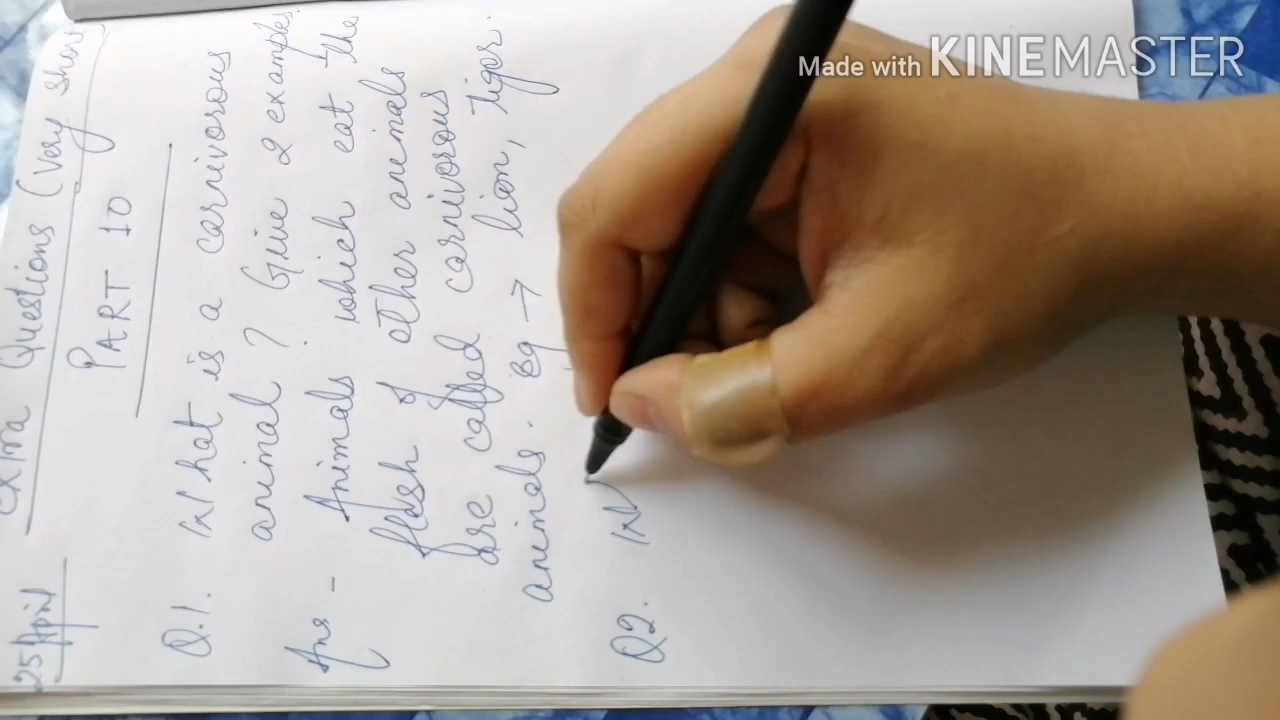 25 April
Extra Questions (Very Short
PART 10
Q.1. What is a carnivorous
animal ? Give 2 examples.
Ans - Animals which eat the
flesh of other animals
are called carnivorous
animals. Eg → lion, tiger.
Q2. W
Made with KINEMASTER